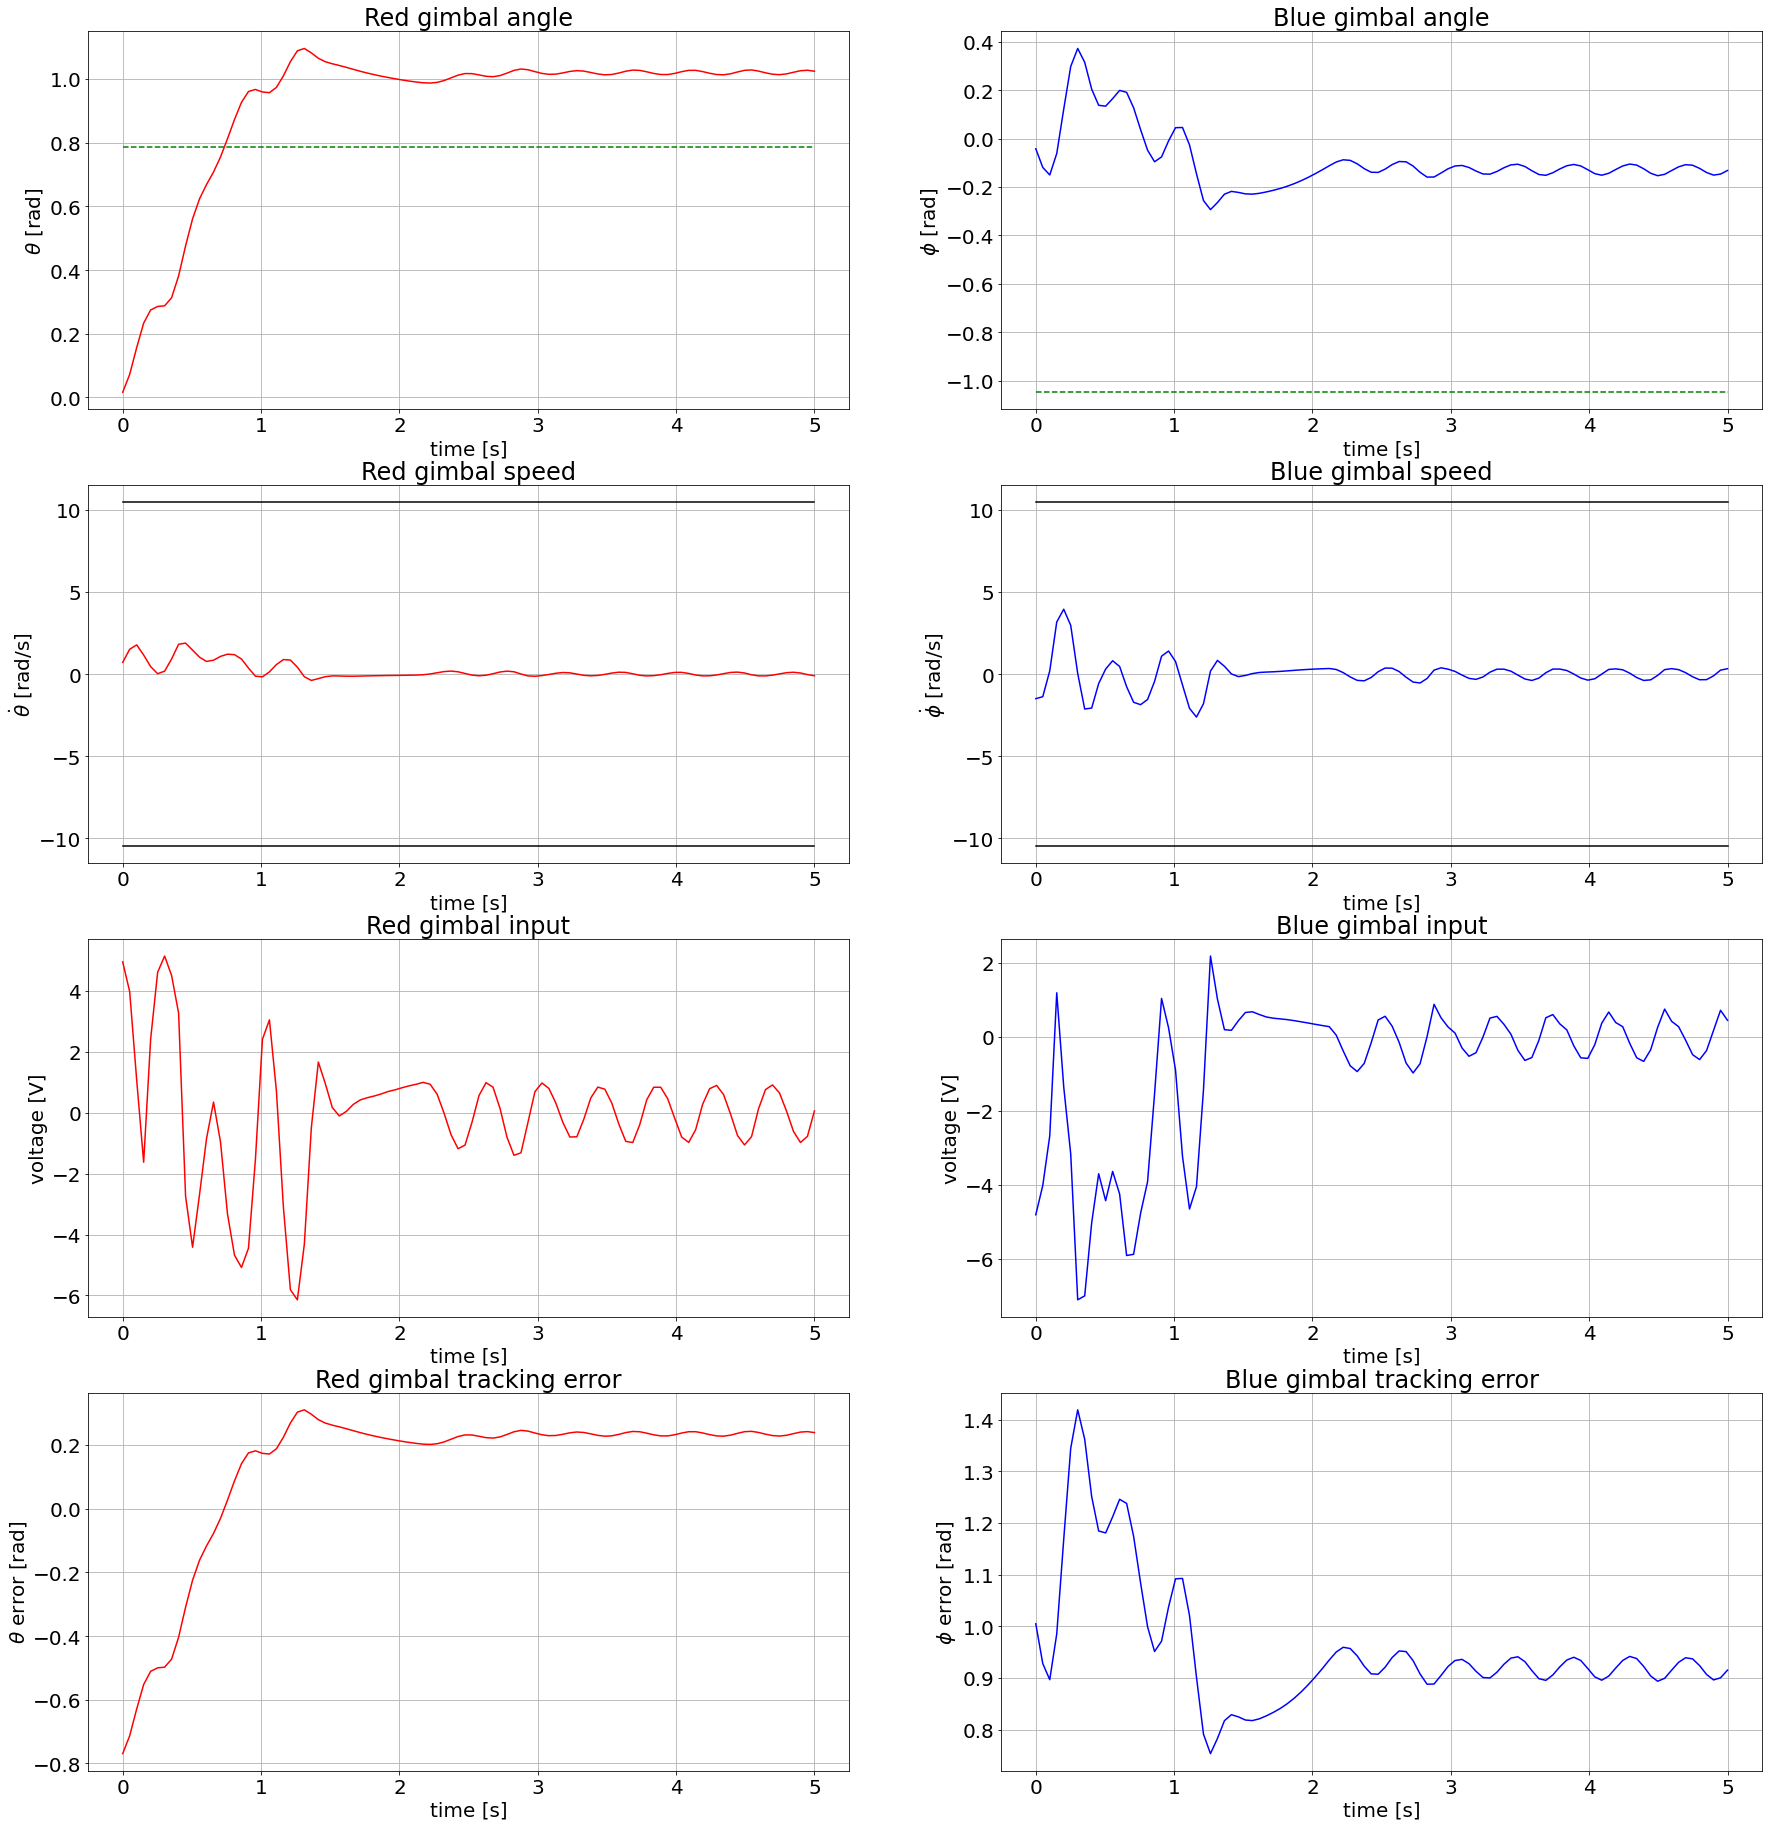 Red gimbal angle
θ [rad]
1.0
0.8
0.6
0.4
0.2
0.0
0 1 2 3 4 5
time [s]
Blue gimbal angle
ϕ [rad]
0.4
0.2
0.0
−0.2
−0.4
−0.6
−0.8
−1.0
0 1 2 3 4 5
time [s]
Red gimbal speed
θ̇ [rad/s]
10
5
0
−5
−10
0 1 2 3 4 5
time [s]
Blue gimbal speed
ϕ̇ [rad/s]
10
5
0
−5
−10
0 1 2 3 4 5
time [s]
Red gimbal input
voltage [V]
4
2
0
−2
−4
−6
0 1 2 3 4 5
time [s]
Blue gimbal input
voltage [V]
2
0
−2
−4
−6
0 1 2 3 4 5
time [s]
Red gimbal tracking error
θ error [rad]
0.2
0.0
−0.2
−0.4
−0.6
−0.8
0 1 2 3 4 5
time [s]
Blue gimbal tracking error
ϕ error [rad]
1.4
1.3
1.2
1.1
1.0
0.9
0.8
0 1 2 3 4 5
time [s]